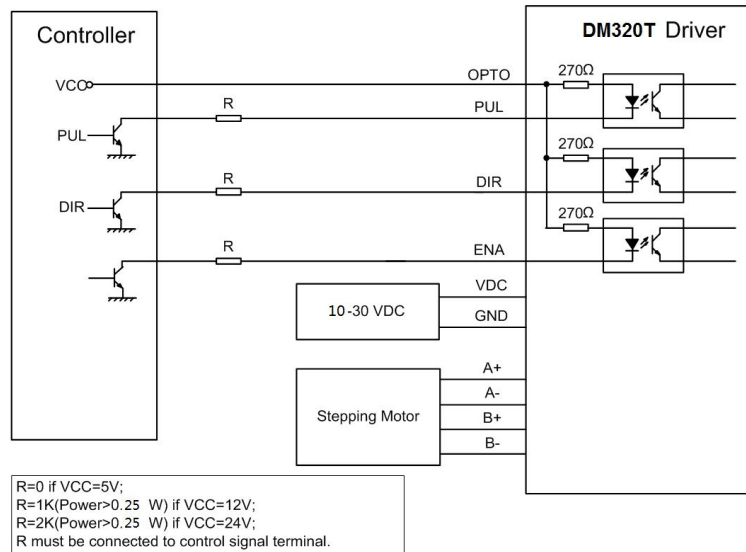 Controller
DM320T Driver
VCC
OPTO
270Ω
R
PUL
PUL
270Ω
R
DIR
DIR
270Ω
R
ENA
VDC
10-30 VDC
GND
A+
A-
Stepping Motor
B+
B-
R=0 if VCC=5V;
R=1K(Power>0.25 W) if VCC=12V;
R=2K(Power>0.25 W) if VCC=24V;
R must be connected to control signal terminal.